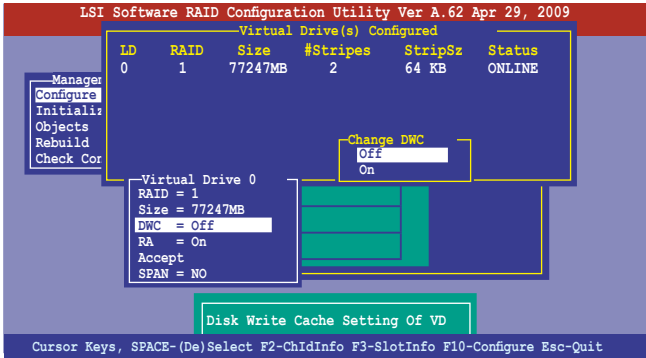 LSI Software RAID Configuration Utility Ver A.62 Apr 29, 2009
Virtual Drive(s) Configured
LD RAID Size #Stripes StripSz Status
0 1 77247MB 2 64 KB ONLINE
Configure
Objects
Rebuild
Check
Change DWC
Off
On
Virtual Drive 0
RAID = 1
Size = 77247MB
DWC = Off
RA = On
Accept
SPAN = NO
Disk Write Cache Setting Of VD
Cursor Keys, SPACE-(De)Select F2-ChIdInfo F3-SlotInfo F10-Configure Esc-Quit